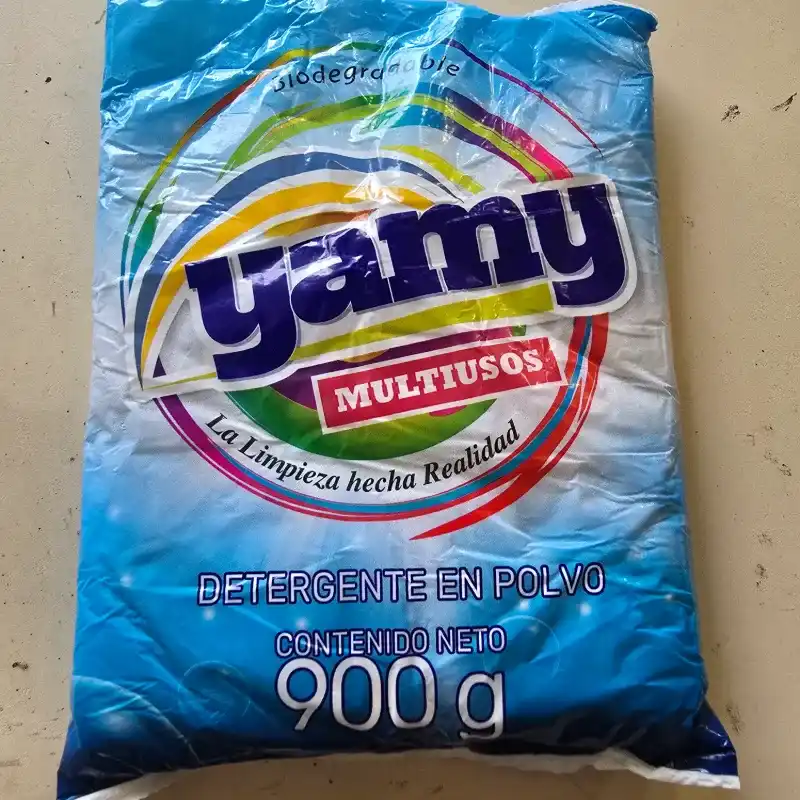 Biodegradable
yamy
MULTIUSOS
La Limpieza hecha Realidad
DETERGENTE EN POLVO
CONTENIDO NETO
900 g